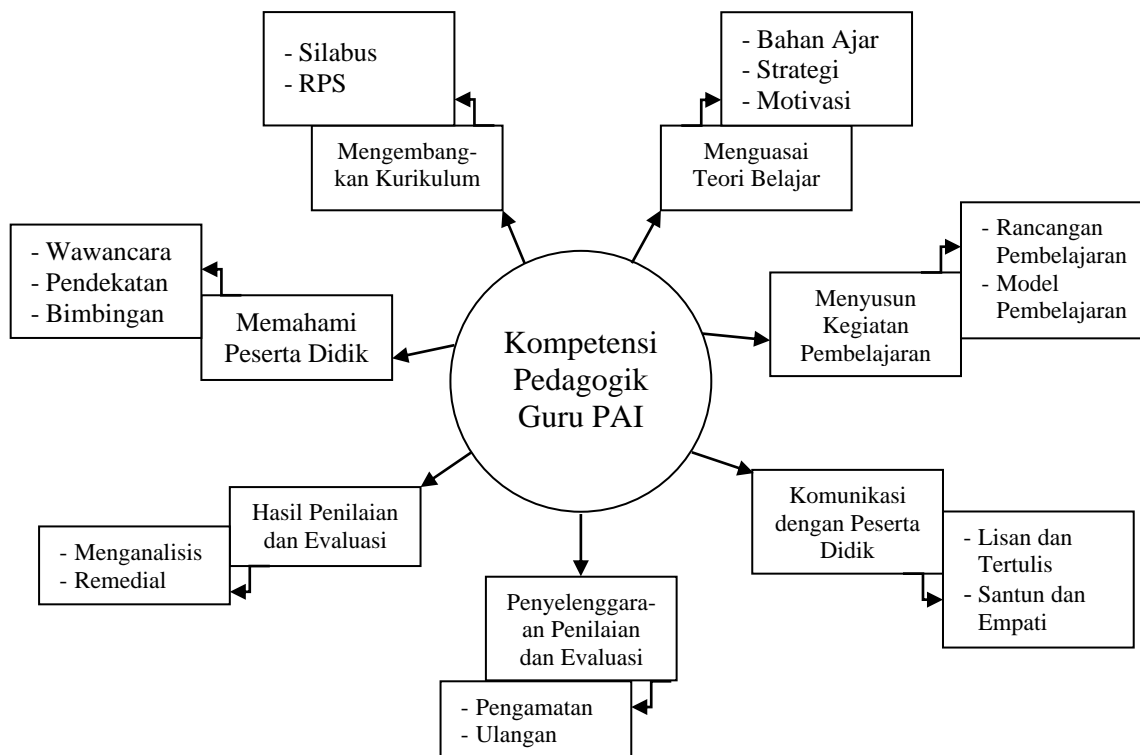 - Silabus
- RPS
Mengembang-
kan Kurikulum
- Bahan Ajar
- Strategi
- Motivasi
Menguasai
Teori Belajar
- Wawancara
- Pendekatan
- Bimbingan
Memahami
Peserta Didik
Kompetensi
Pedagogik
Guru PAI
- Rancangan
Pembelajaran
- Model
Pembelajaran
Menyusun
Kegiatan
Pembelajaran
Hasil Penilaian
dan Evaluasi
- Menganalisis
- Remedial
Penyelenggara-
an Penilaian
dan Evaluasi
- Pengamatan
- Ulangan
Komunikasi
dengan Peserta
Didik
- Lisan dan
Tertulis
- Santun dan
Empati